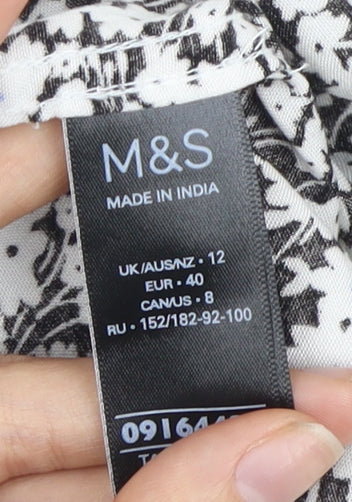 M&S
MADE IN INDIA
UK/AUS/NZ • 12
EUR • 40
CAN/US • 8
RU • 152/182-92-100